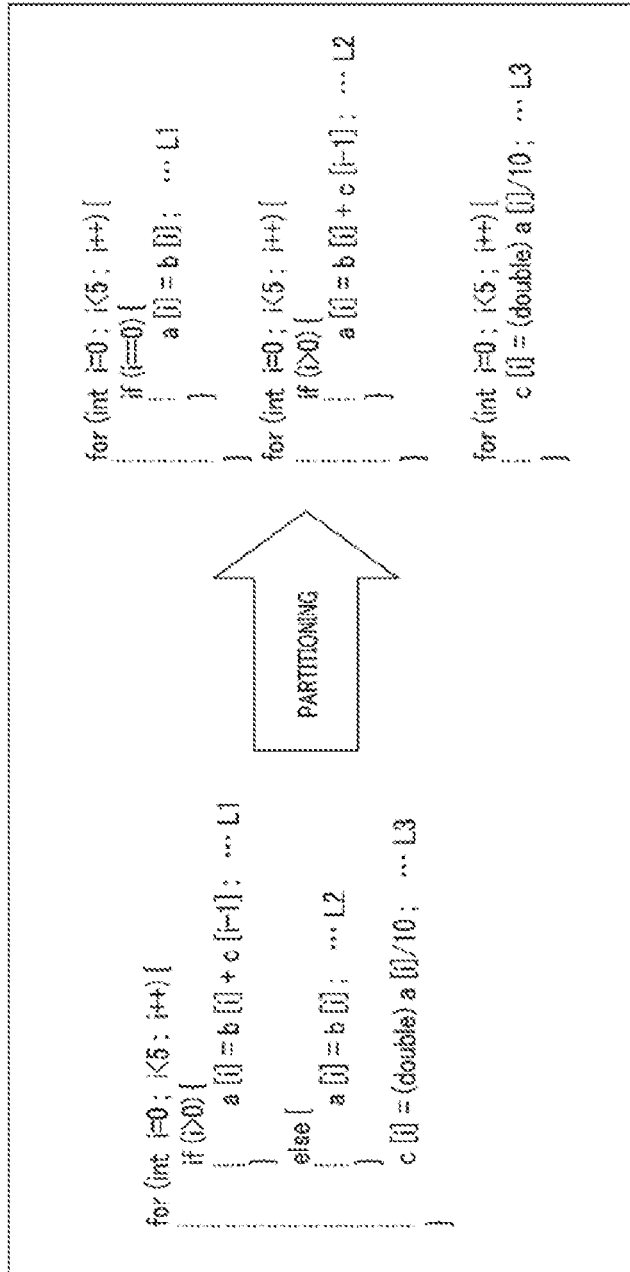 for (int i=0 ; i<5 ; i++) {
if (i>0) {
a [i] = b [i] + c [i-1] ; ··· L1
}
else {
a [i] = b [i] ; ··· L2
}
c [i] = (double) a [i]/10 ; ··· L3
}
PARTITIONING
for (int i=0 ; i<5 ; i++) {
if (i==0) {
a [i] = b [i] ; ··· L1
}
}
for (int i=0 ; i<5 ; i++) {
if (i>0) {
a [i] = b [i] + c [i-1] ; ··· L2
}
}
for (int i=0 ; i<5 ; i++) {
c [i] = (double) a [i]/10 ; ··· L3
}